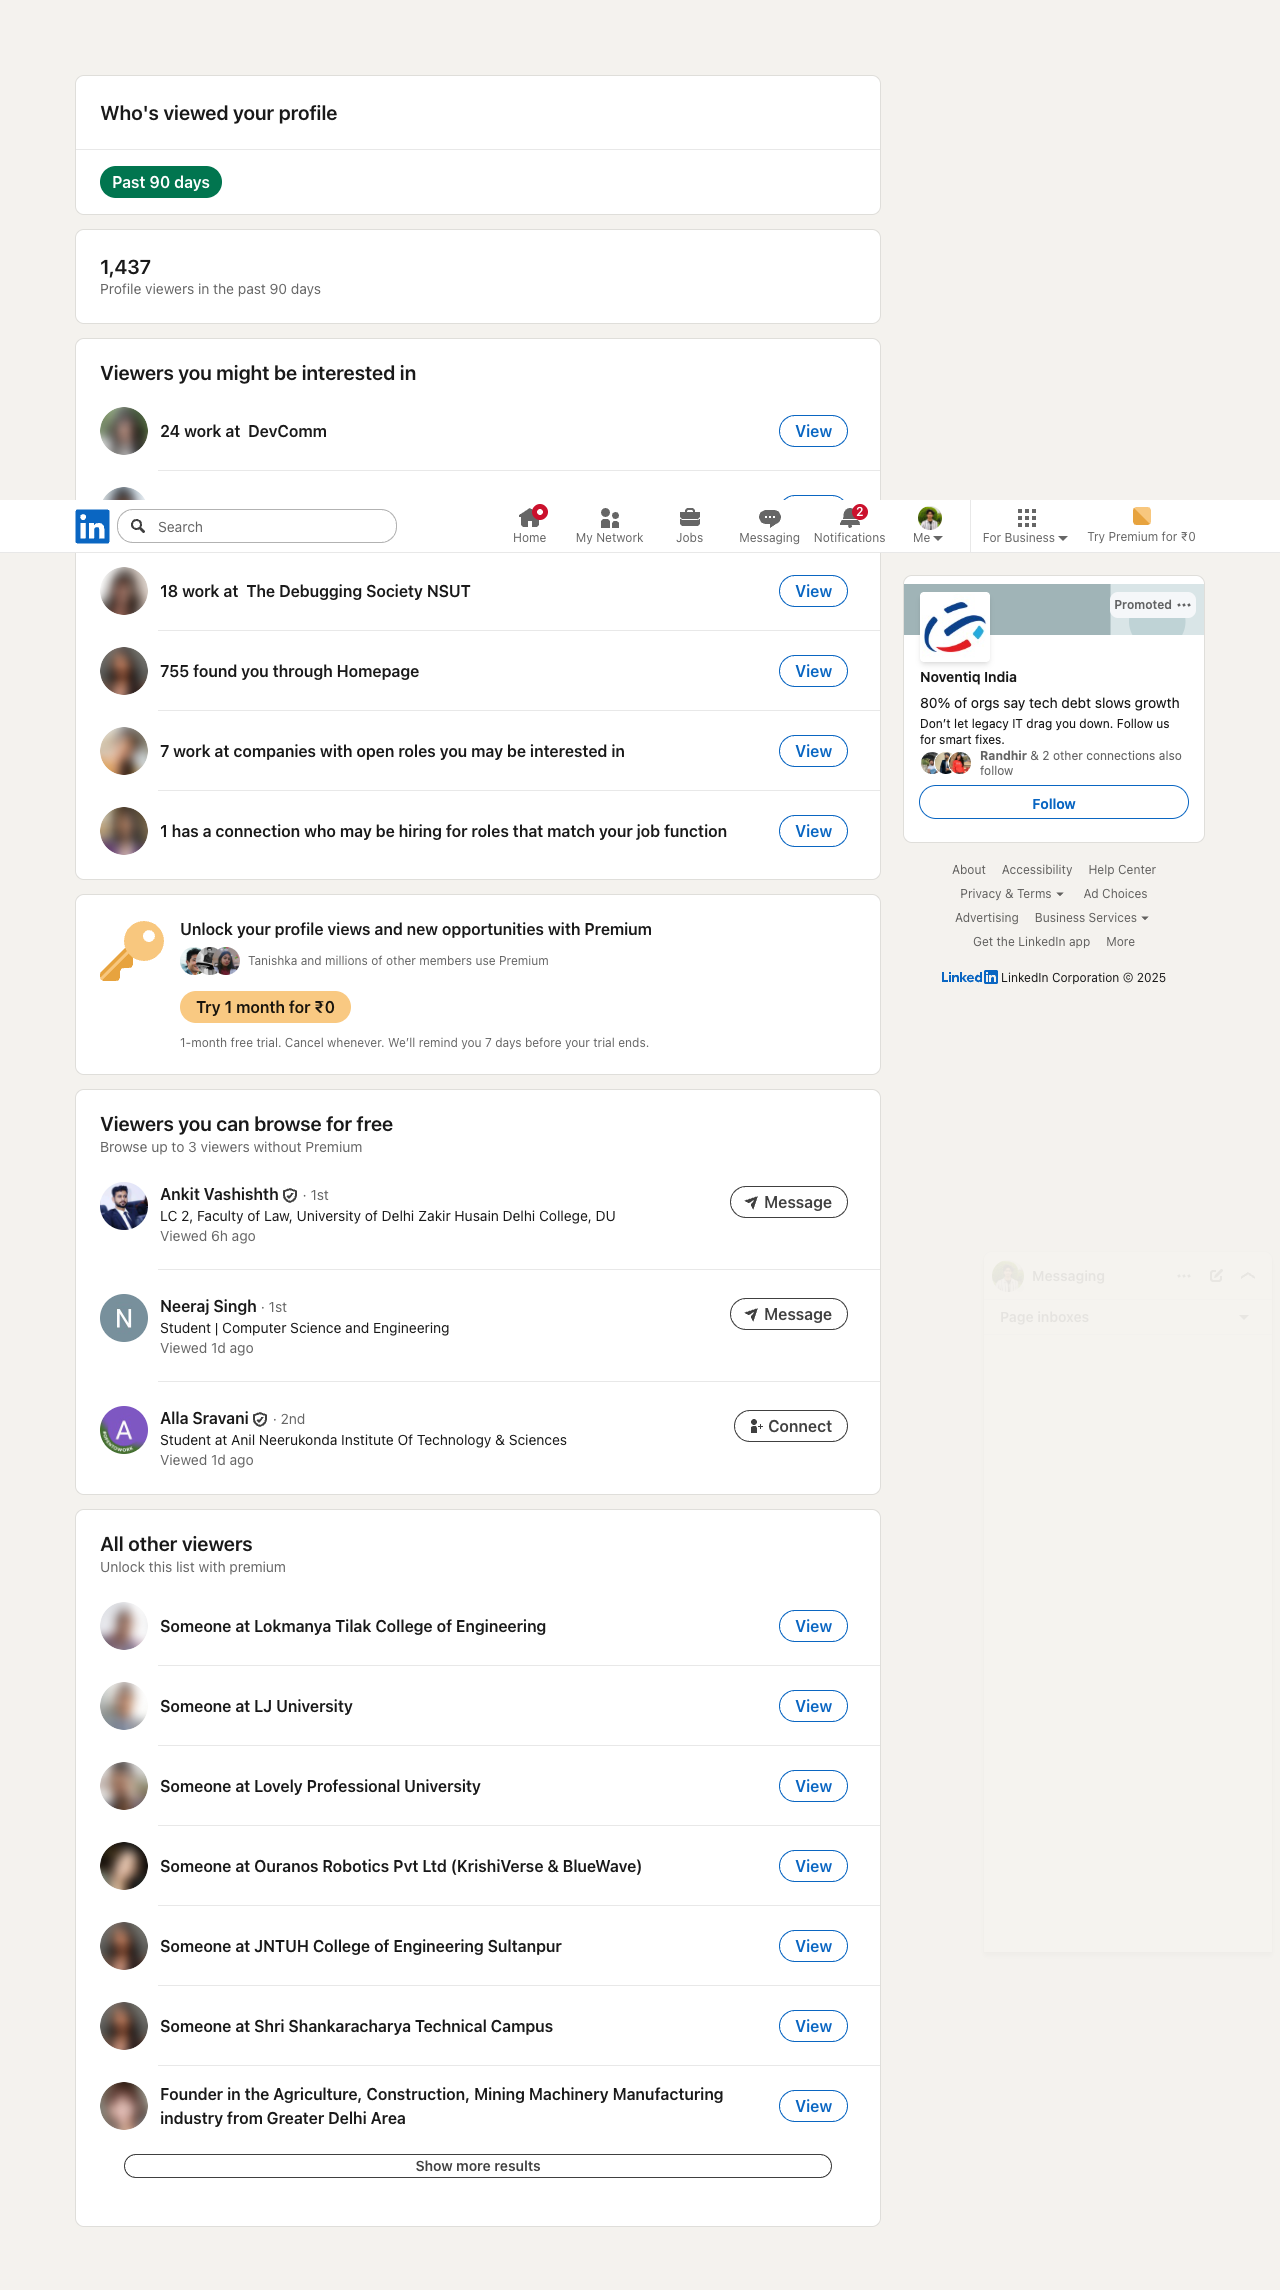 Who's viewed your profile
Past 90 days
1,437
Profile viewers in the past 90 days
Viewers you might be interested in
24 work at  DevComm
View
in
Search
Home
My Network
Jobs
Messaging
2
Notifications
Me
For Business
Try Premium for ₹0
18 work at  The Debugging Society NSUT
View
755 found you through Homepage
View
7 work at companies with open roles you may be interested in
View
1 has a connection who may be hiring for roles that match your job function
View
Promoted
Noventiq India
80% of orgs say tech debt slows growth
Don't let legacy IT drag you down. Follow us
for smart fixes.
Randhir & 2 other connections also
follow
Follow
About Accessibility Help Center
Privacy & Terms Ad Choices
Advertising Business Services
Get the LinkedIn app More
LinkedIn LinkedIn Corporation © 2025
Unlock your profile views and new opportunities with Premium
Tanishka and millions of other members use Premium
Try 1 month for ₹0
1-month free trial. Cancel whenever. We'll remind you 7 days before your trial ends.
Viewers you can browse for free
Browse up to 3 viewers without Premium
Ankit Vashishth · 1st
LC 2, Faculty of Law, University of Delhi Zakir Husain Delhi College, DU
Viewed 6h ago
Message
N
Neeraj Singh · 1st
Student | Computer Science and Engineering
Viewed 1d ago
Message
A
#OPENTOWORK
Alla Sravani · 2nd
Student at Anil Neerukonda Institute Of Technology & Sciences
Viewed 1d ago
Connect
Messaging
Page inboxes
All other viewers
Unlock this list with premium
Someone at Lokmanya Tilak College of Engineering
View
Someone at LJ University
View
Someone at Lovely Professional University
View
Someone at Ouranos Robotics Pvt Ltd (KrishiVerse & BlueWave)
View
Someone at JNTUH College of Engineering Sultanpur
View
Someone at Shri Shankaracharya Technical Campus
View
Founder in the Agriculture, Construction, Mining Machinery Manufacturing
industry from Greater Delhi Area
View
Show more results